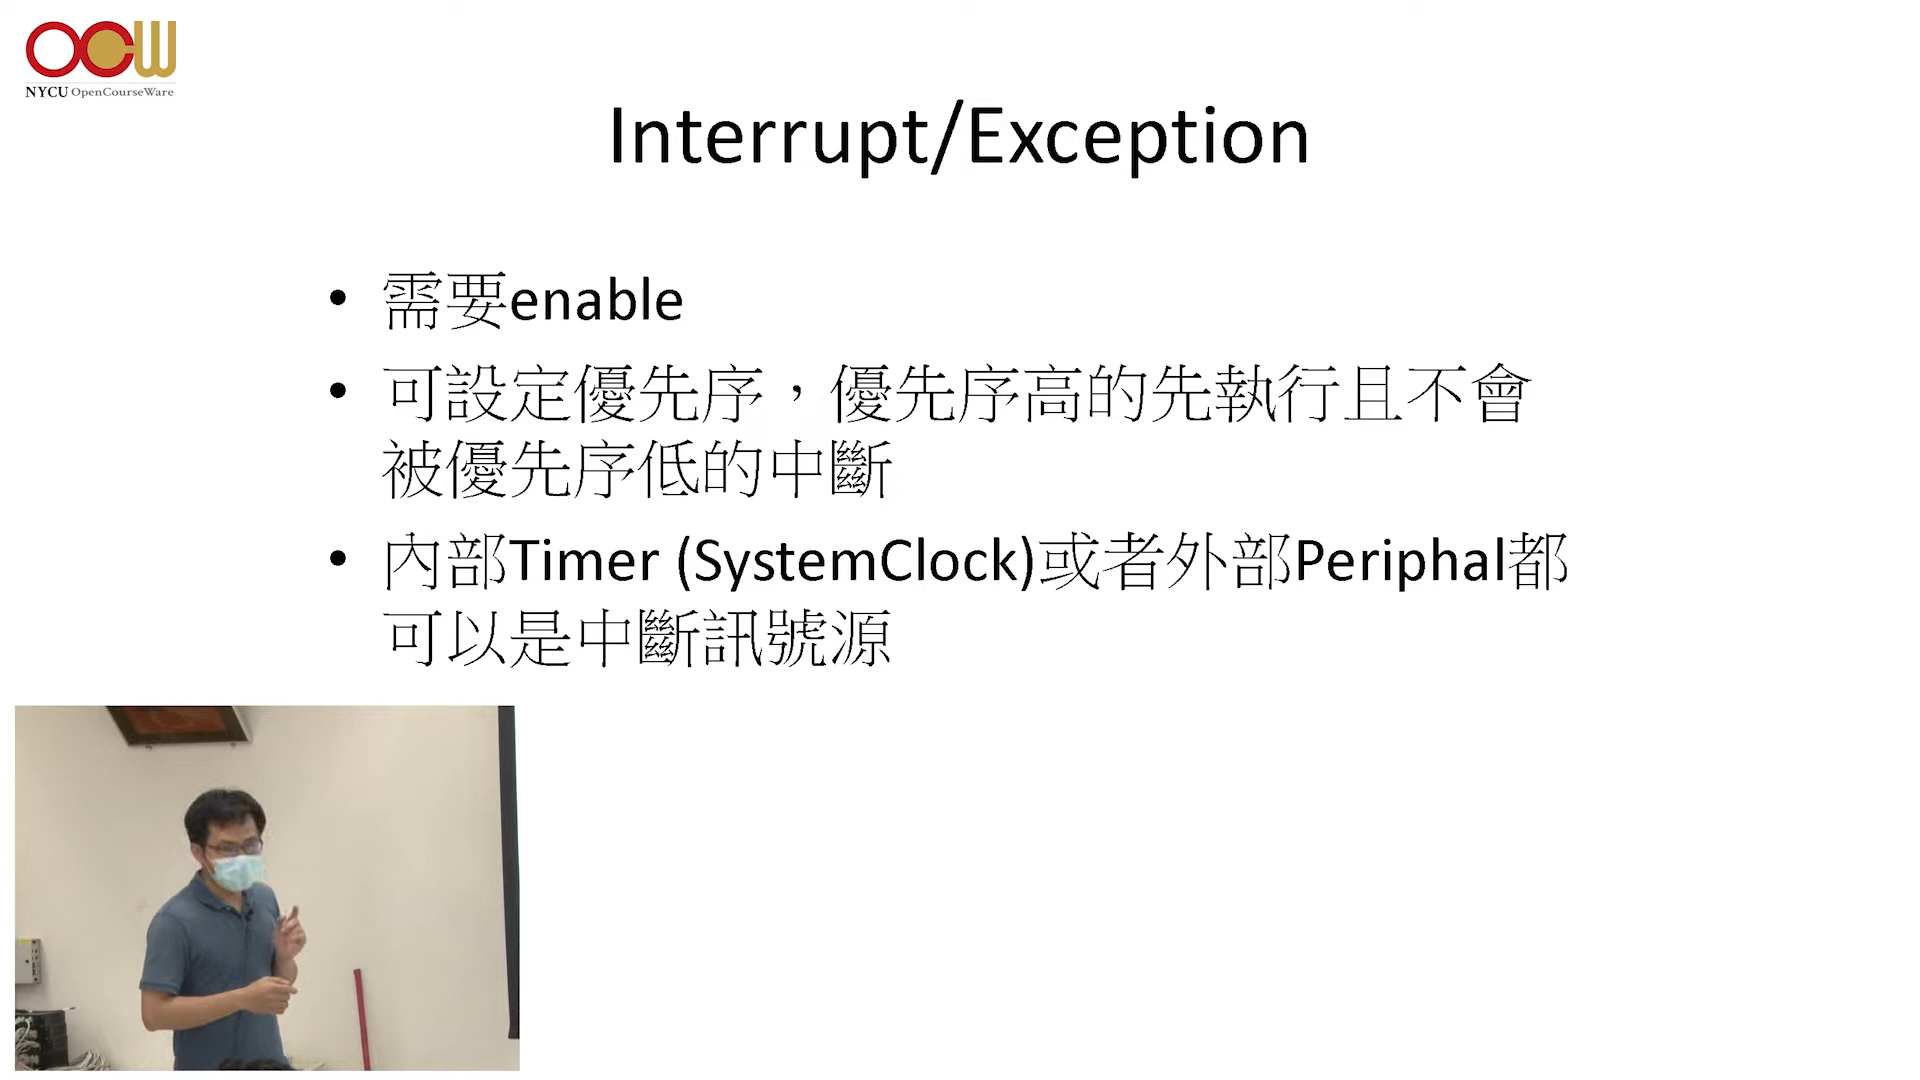 OCW
NYCU OpenCourseWare
Interrupt/Exception
• 需要enable
• 可設定優先序，優先序高的先執行且不會
被優先序低的中斷
• 內部Timer (SystemClock)或者外部Periphal都
可以是中斷訊號源